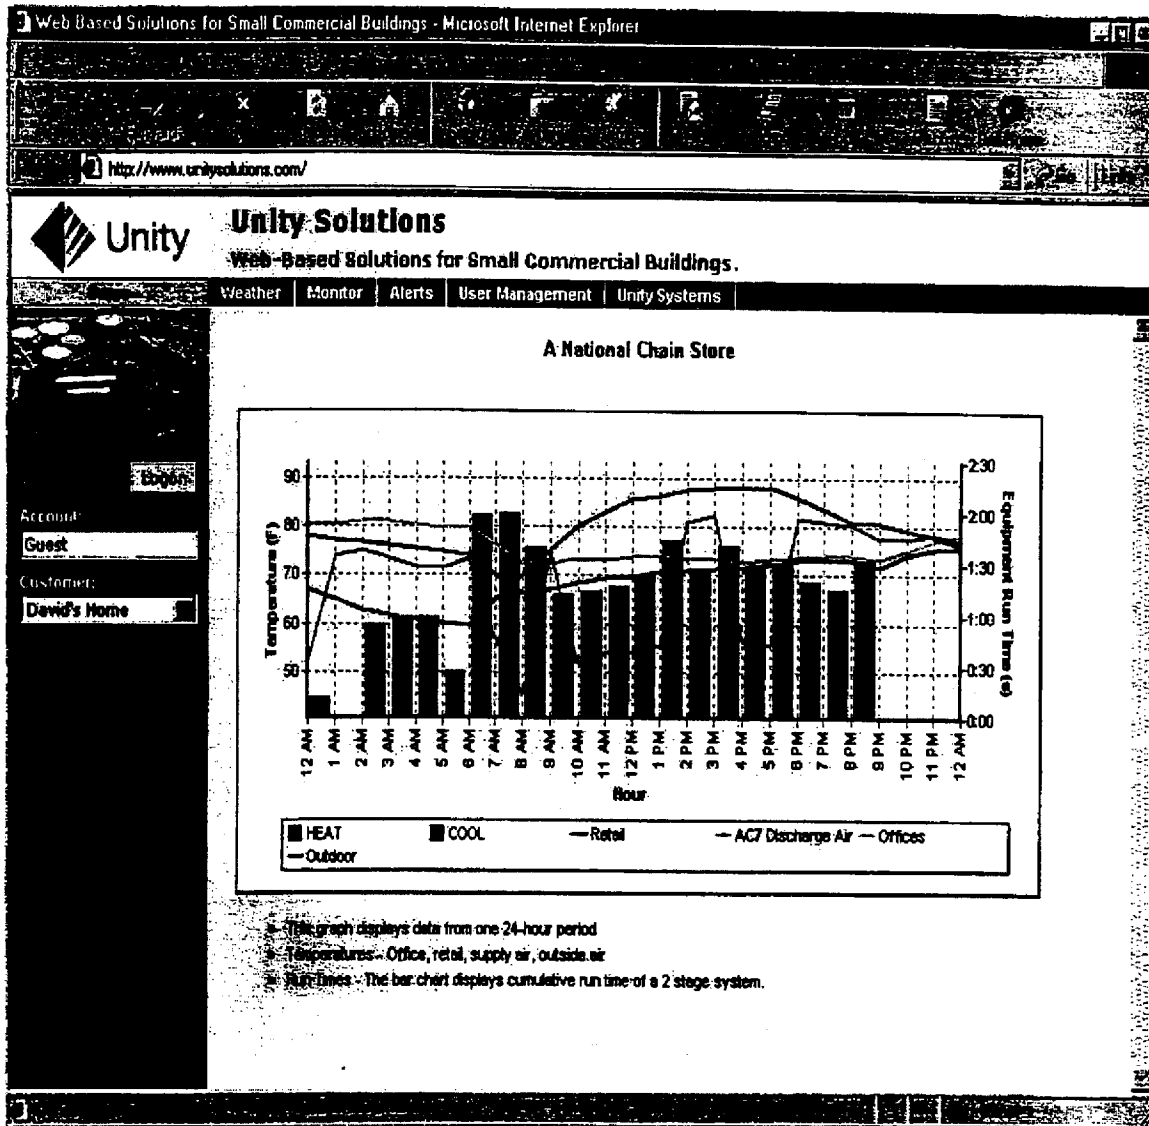 Web Based Solutions for Small Commercial Buildings - Microsoft Internet Explorer
http://www.unitysolutions.com/
Unity
Unity Solutions
Web-Based Solutions for Small Commercial Buildings.
Weather | Monitor | Alerts | User Management | Unity Systems
A National Chain Store
Logon
Account:
Guest
Customer:
David's Home
90
80
70
60
50
Temperature (F)
2:30
2:00
1:30
1:00
0:30
0:00
Equipment Run Time (s)
12 AM 1 AM 2 AM 3 AM 4 AM 5 AM 6 AM 7 AM 8 AM 9 AM 10 AM 11 AM 12 PM 1 PM 2 PM 3 PM 4 PM 5 PM 6 PM 7 PM 8 PM 9 PM 10 PM 11 PM 12 AM
Hour
HEAT COOL Retail AC7 Discharge Air Offices
Outdoor
This graph displays data from one 24-hour period
Temperatures - Office, retail, supply air, outside air
Run Times - The bar chart displays cumulative run time of a 2 stage system.